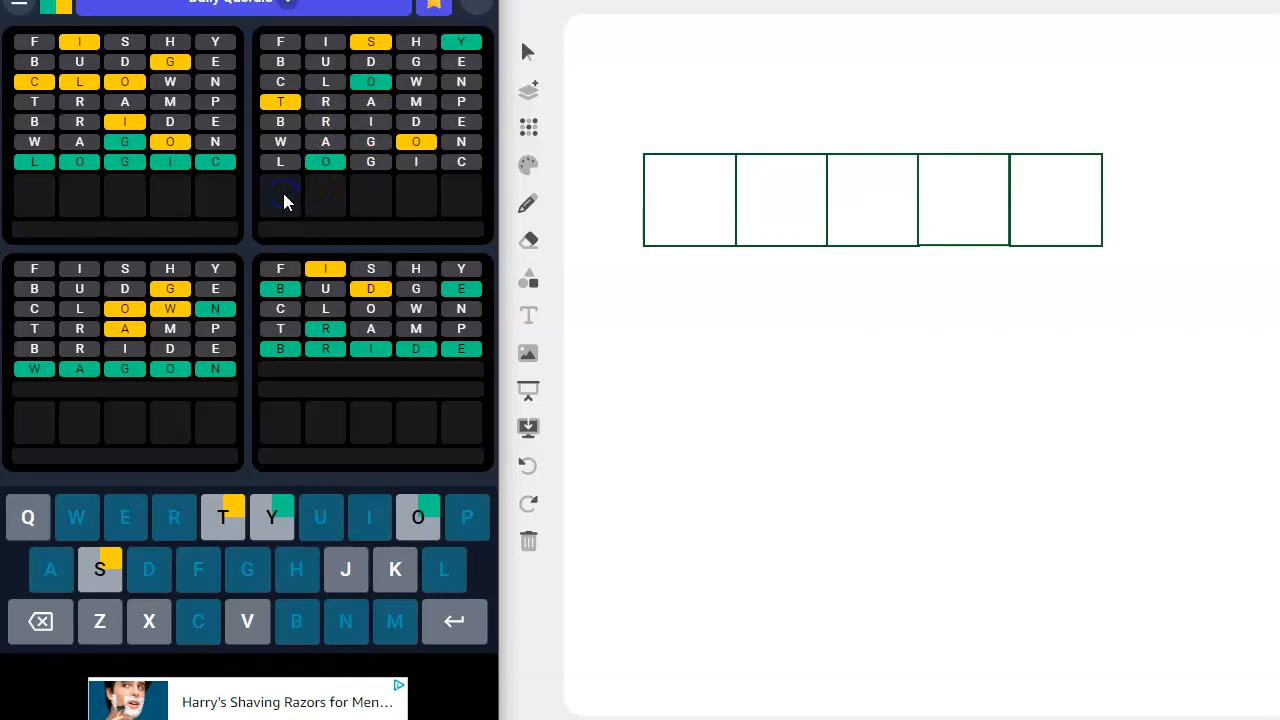 Daily Quordle
F I S H Y
B U D G E
C L O W N
T R A M P
B R I D E
W A G O N
L O G I C
F I S H Y
B U D G E
C L O W N
T R A M P
B R I D E
W A G O N
L O G I C
F I S H Y
B U D G E
C L O W N
T R A M P
B R I D E
W A G O N
F I S H Y
B U D G E
C L O W N
T R A M P
B R I D E
Q W E R T Y U I O P
A S D F G H J K L
Z X C V B N M
Harry's Shaving Razors for Men...
T